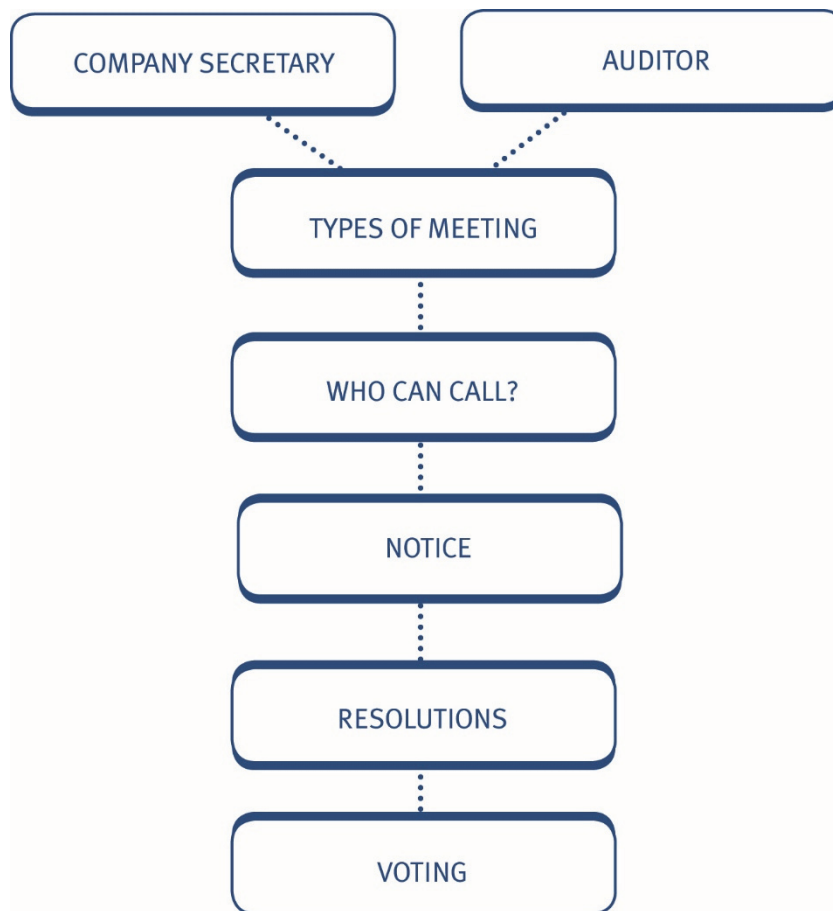 COMPANY SECRETARY
AUDITOR
TYPES OF MEETING
WHO CAN CALL?
NOTICE
RESOLUTIONS
VOTING